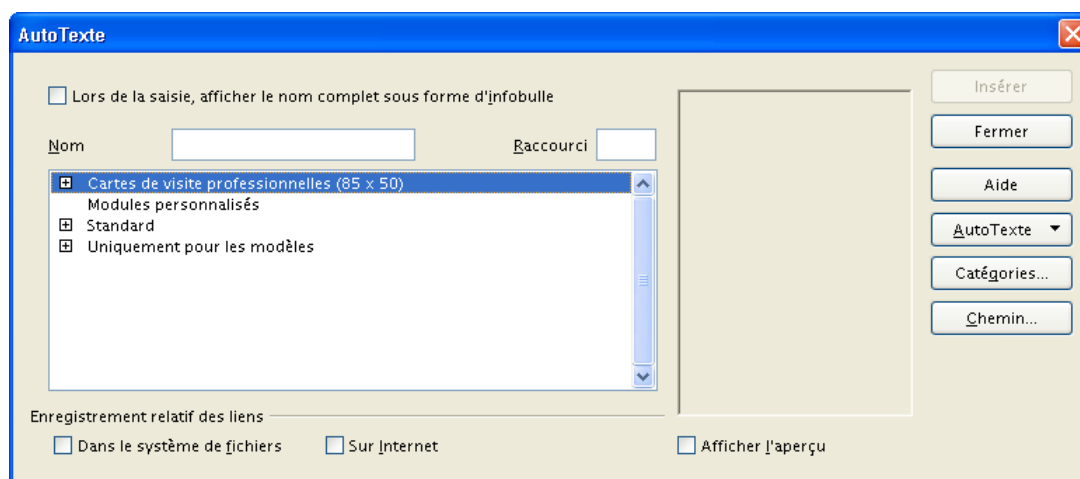 AutoTexte
Lors de la saisie, afficher le nom complet sous forme d'infobulle
Nom
Raccourci
Cartes de visite professionnelles (85 x 50)
Modules personnalisés
Standard
Uniquement pour les modèles
Insérer
Fermer
Aide
AutoTexte
Catégories...
Chemin...
Enregistrement relatif des liens
Dans le système de fichiers
Sur Internet
Afficher l'aperçu